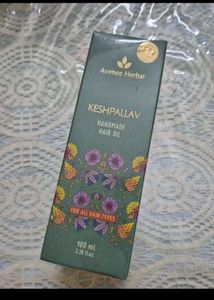 Avimee Herbal
KESHPALLAV
HANDMADE
HAIR OIL
FOR ALL HAIR TYPES
100 ml
3.38 fl.oz.